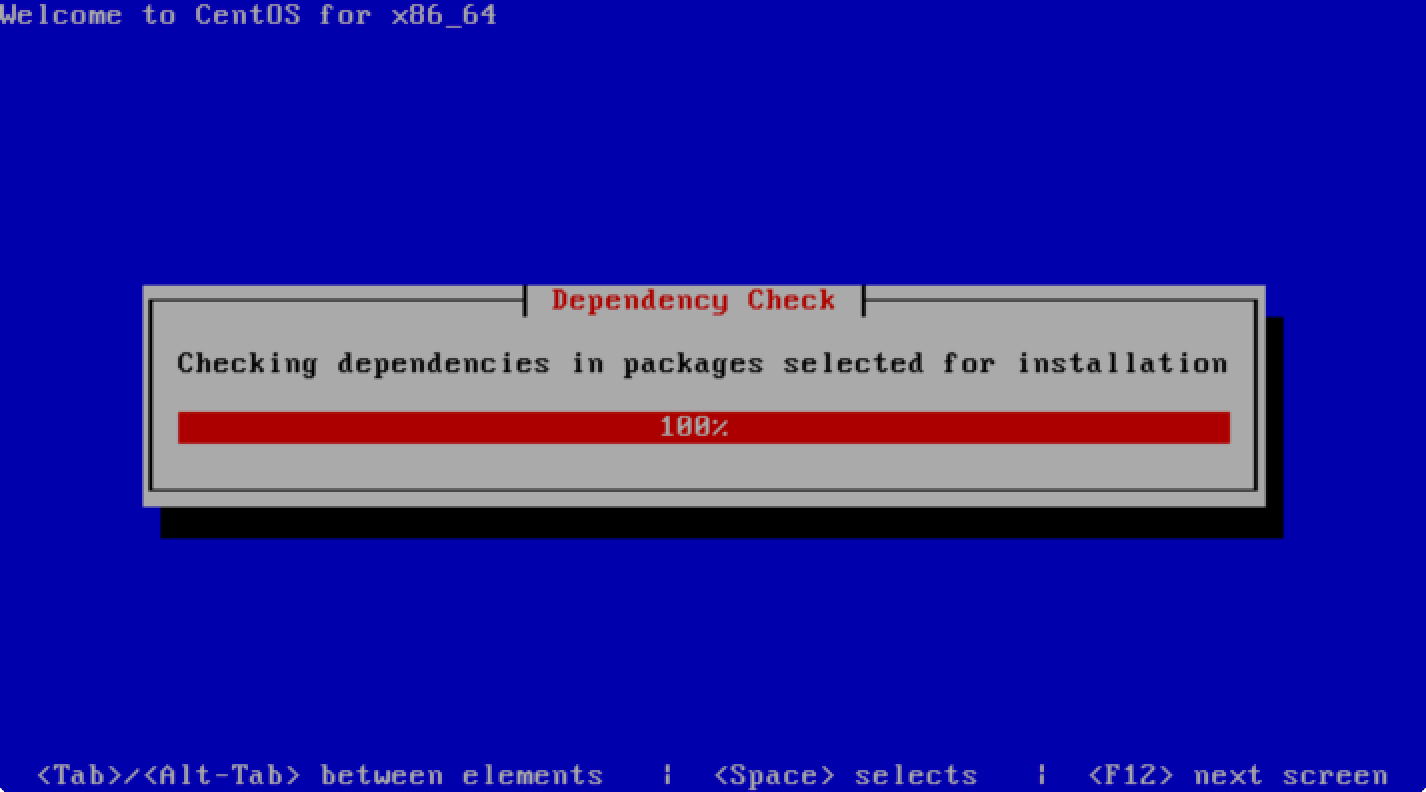 Welcome to CentOS for x86_64
Dependency Check
Checking dependencies in packages selected for installation
100%
<Tab>/<Alt-Tab> between elements | <Space> selects | <F12> next screen